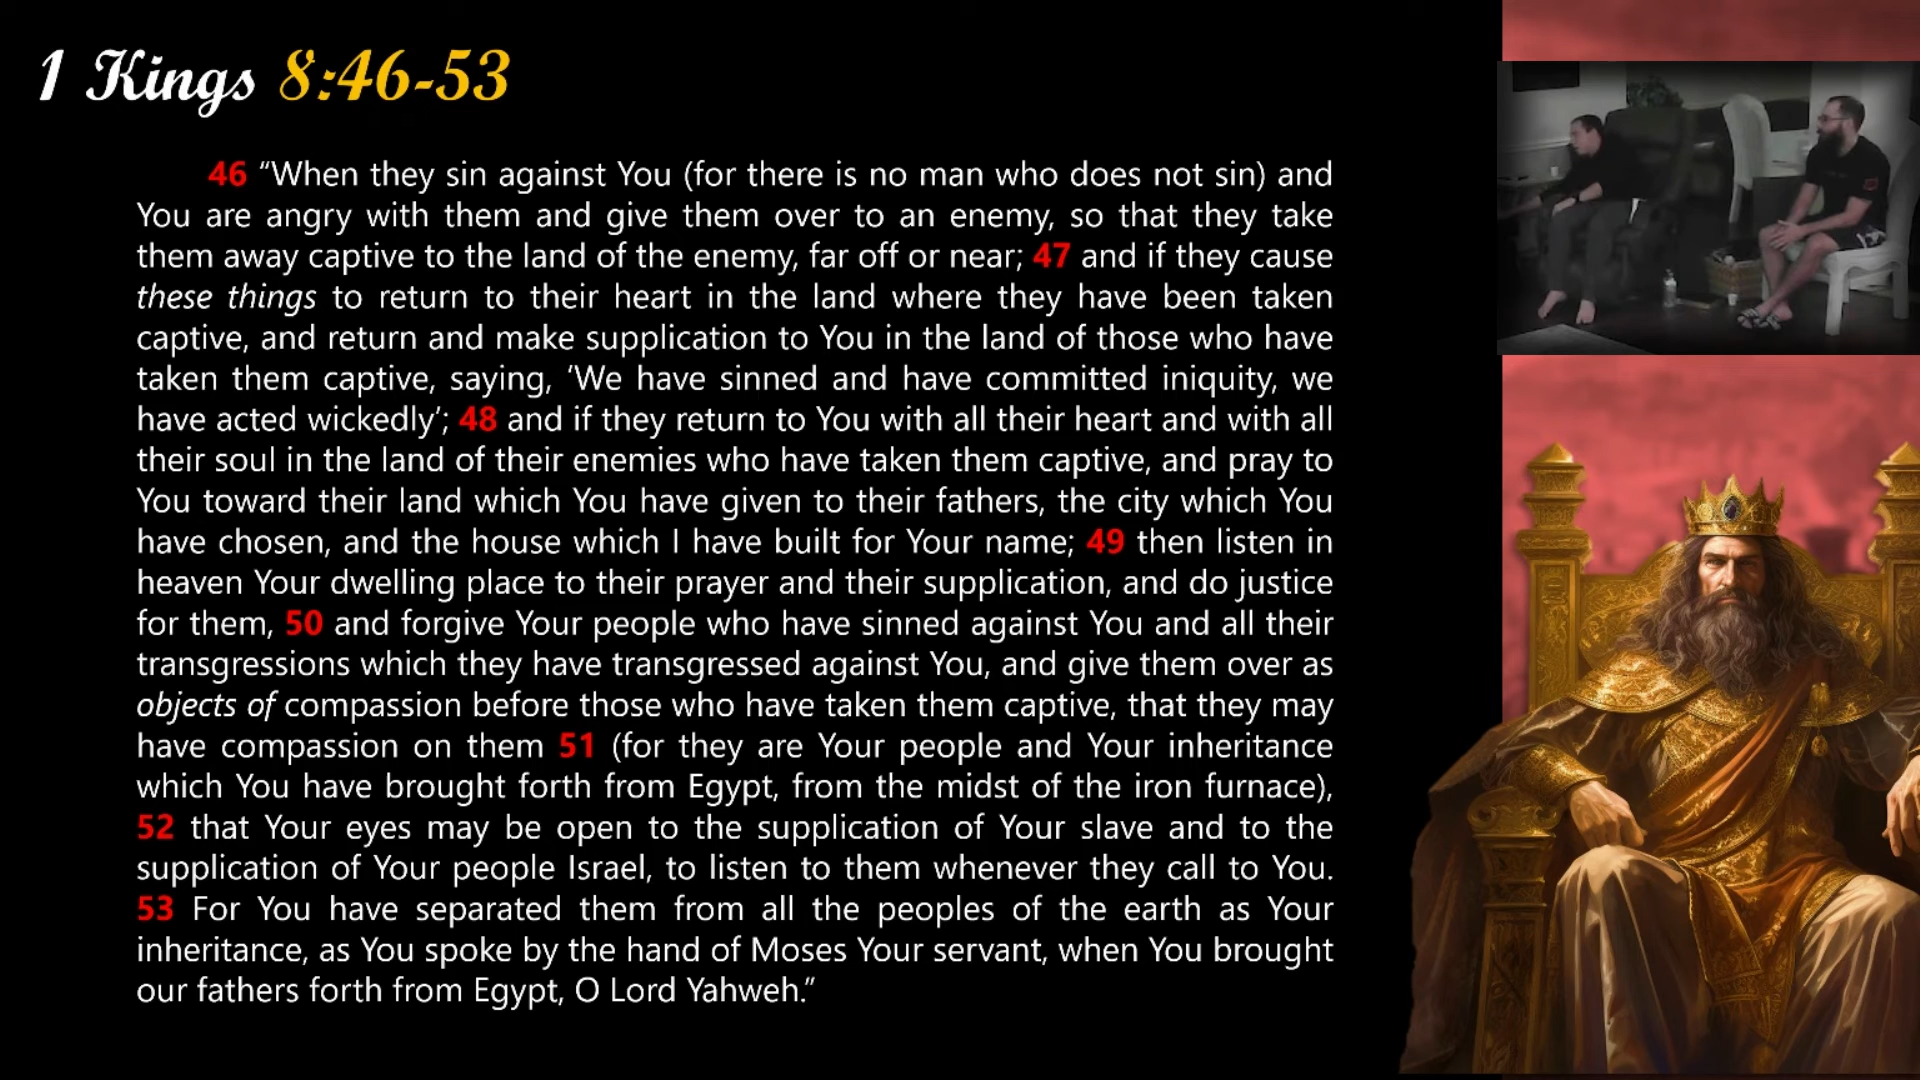 1 Kings 8:46-53
46 “When they sin against You (for there is no man who does not sin) and
You are angry with them and give them over to an enemy, so that they take
them away captive to the land of the enemy, far off or near; 47 and if they cause
these things to return to their heart in the land where they have been taken
captive, and return and make supplication to You in the land of those who have
taken them captive, saying, ‘We have sinned and have committed iniquity, we
have acted wickedly’; 48 and if they return to You with all their heart and with all
their soul in the land of their enemies who have taken them captive, and pray to
You toward their land which You have given to their fathers, the city which You
have chosen, and the house which I have built for Your name; 49 then listen in
heaven Your dwelling place to their prayer and their supplication, and do justice
for them, 50 and forgive Your people who have sinned against You and all their
transgressions which they have transgressed against You, and give them over as
objects of compassion before those who have taken them captive, that they may
have compassion on them 51 (for they are Your people and Your inheritance
which You have brought forth from Egypt, from the midst of the iron furnace),
52 that Your eyes may be open to the supplication of Your slave and to the
supplication of Your people Israel, to listen to them whenever they call to You.
53 For You have separated them from all the peoples of the earth as Your
inheritance, as You spoke by the hand of Moses Your servant, when You brought
our fathers forth from Egypt, O Lord Yahweh.”